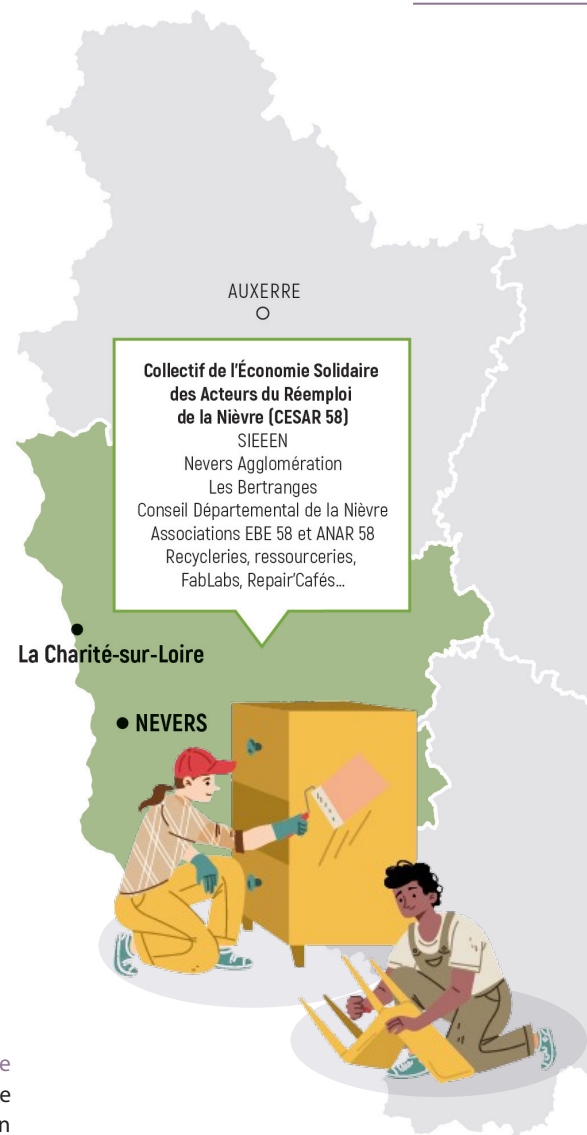 AUXERRE
Collectif de l'Économie Solidaire
des Acteurs du Réemploi
de la Nièvre (CESAR 58)
SIEEEN
Nevers Agglomération
Les Bertranges
Conseil Départemental de la Nièvre
Associations EBE 58 et ANAR 58
Recycleries, ressourceries,
FabLabs, Repair'Cafés...
La Charité-sur-Loire
NEVERS
e
e
n